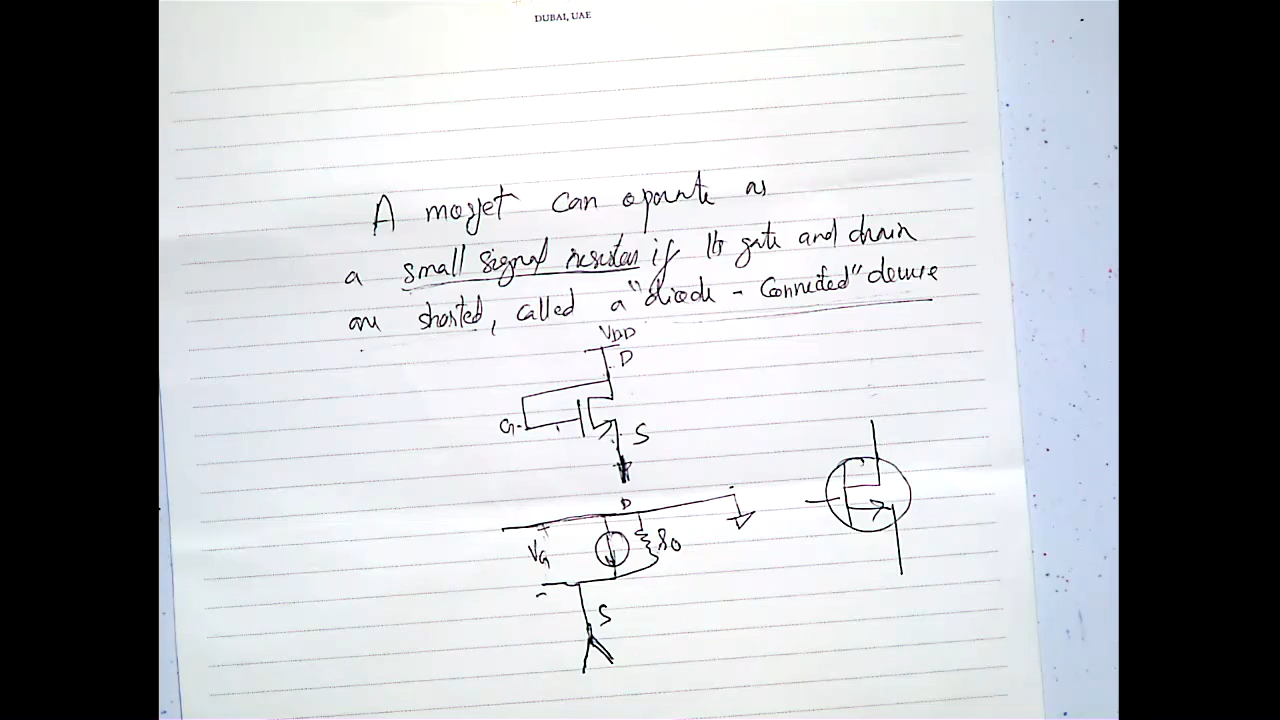 DUBAI, UAE
A mosfet can operate as
a small signal resistor if its gate and drain
are shorted, called a "diode - connected" device
VDD
D
G
S
D
VG
r0
+
-
S